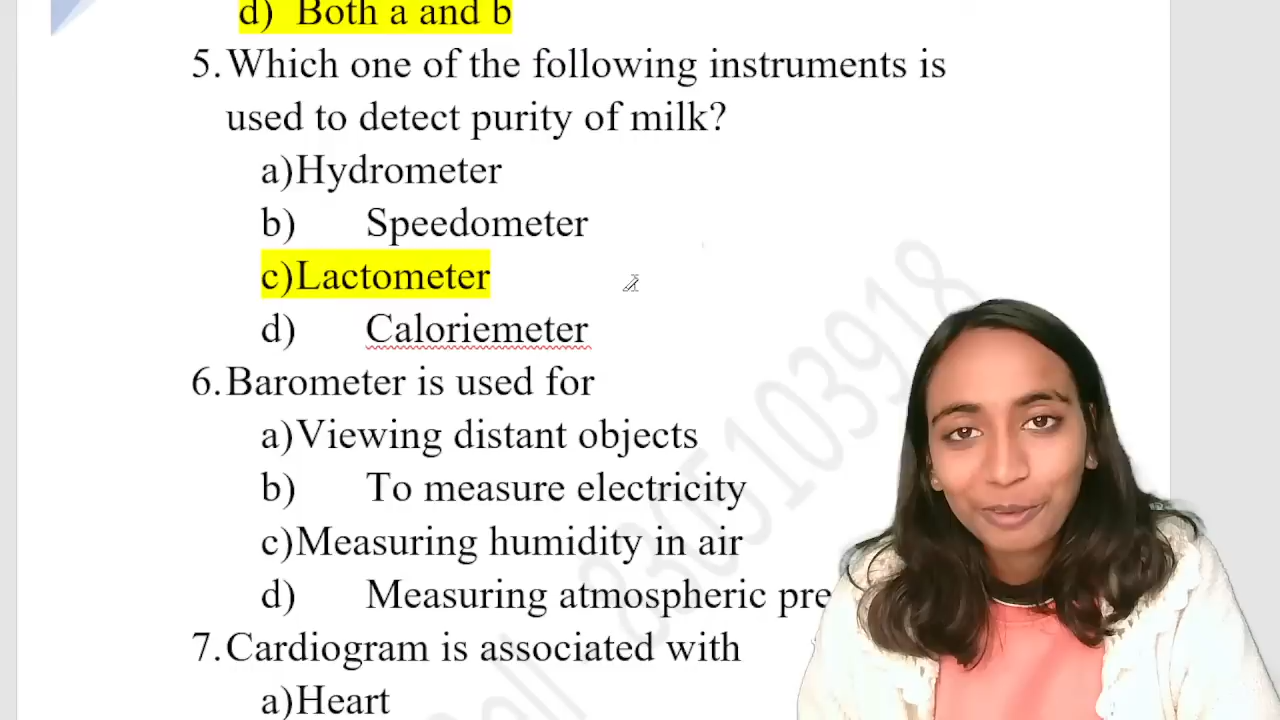 d) Both a and b
5. Which one of the following instruments is
used to detect purity of milk?
a)Hydrometer
b) Speedometer
c)Lactometer
d) Caloriemeter
6. Barometer is used for
a)Viewing distant objects
b) To measure electricity
c)Measuring humidity in air
d) Measuring atmospheric pre
7. Cardiogram is associated with
a)Heart